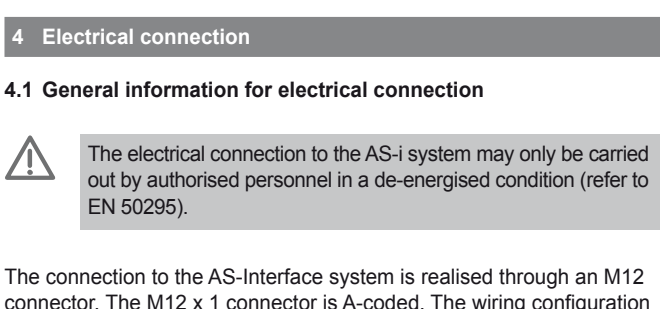 4 Electrical connection
4.1 General information for electrical connection
The electrical connection to the AS-i system may only be carried
out by authorised personnel in a de-energised condition (refer to
EN 50295).
The connection to the AS-Interface system is realised through an M12
connector. The M12 x 1 connector is A-coded. The wiring configuration